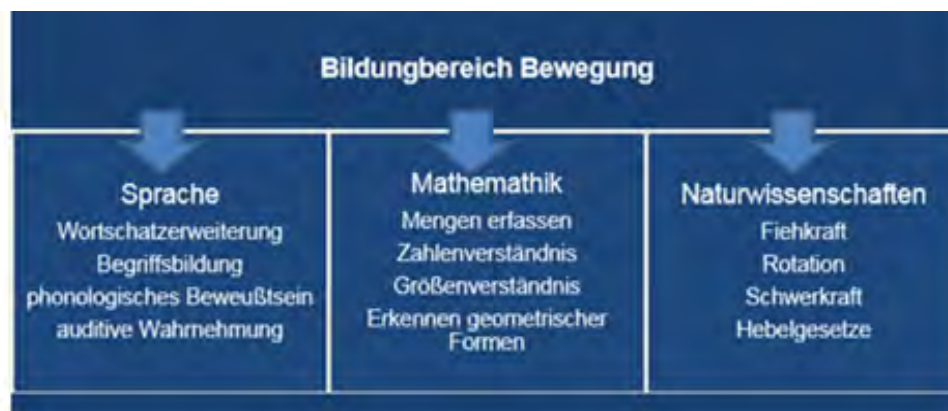 Bildungbereich Bewegung
Sprache
Wortschatzerweiterung
Begriffsbildung
phonologisches Beweußtsein
auditive Wahrnehmung
Mathemathik
Mengen erfassen
Zahlenverständnis
Größenverständnis
Erkennen geometrischer
Formen
Naturwissenschaften
Fiehkraft
Rotation
Schwerkraft
Hebelgesetze